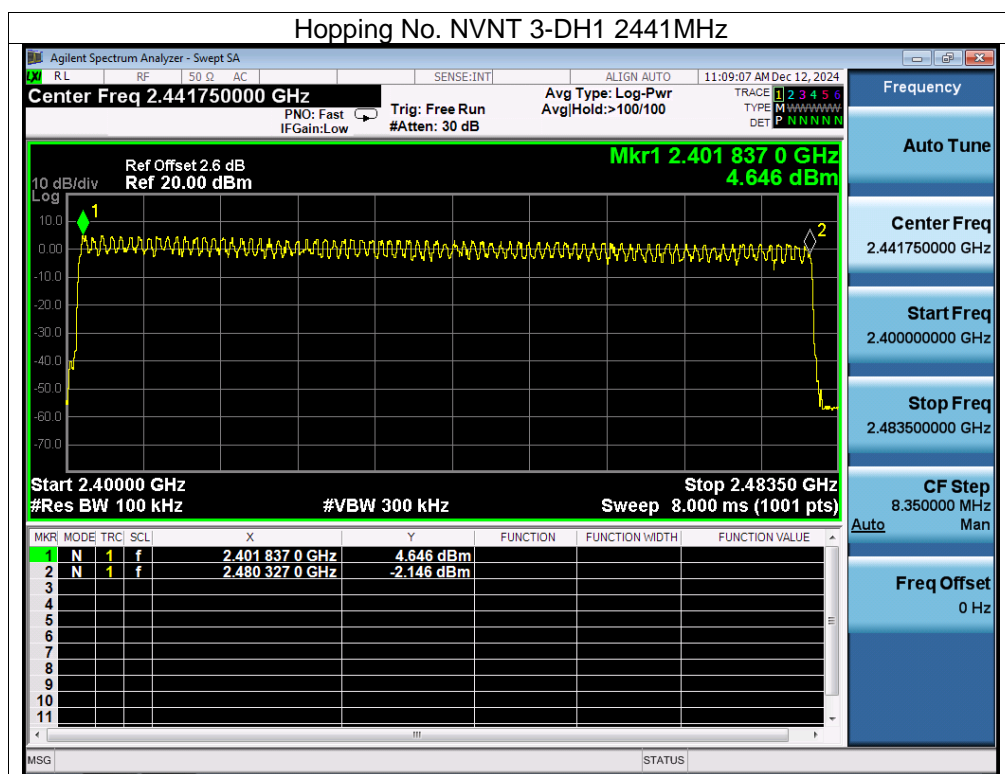 Hopping No. NVNT 3-DH1 2441MHz
Agilent Spectrum Analyzer - Swept SA
RL RF 50 Ω AC SENSE:INT ALIGN AUTO 11:09:07 AM Dec 12, 2024
Center Freq 2.441750000 GHz
PNO: Fast
IFGain:Low
Trig: Free Run
#Atten: 30 dB
Avg Type: Log-Pwr
Avg|Hold:>100/100
TRACE 1 2 3 4 5 6
TYPE M WWWWW
DET P N N N N N
Ref Offset 2.6 dB
Ref 20.00 dBm
Mkr1 2.401 837 0 GHz
4.646 dBm
10 dB/div
Log
1
2
10.0
0.00
-10.0
-20.0
-30.0
-40.0
-50.0
-60.0
-70.0
Start 2.40000 GHz Stop 2.48350 GHz
#Res BW 100 kHz #VBW 300 kHz Sweep 8.000 ms (1001 pts)
MKR MODE TRC SCL X Y FUNCTION FUNCTION WIDTH FUNCTION VALUE
1 N 1 f 2.401 837 0 GHz 4.646 dBm
2 N 1 f 2.480 327 0 GHz -2.146 dBm
3
4
5
6
7
8
9
10
11
MSG STATUS
Frequency
Auto Tune
Center Freq
2.441750000 GHz
Start Freq
2.400000000 GHz
Stop Freq
2.483500000 GHz
CF Step
8.350000 MHz
Auto Man
Freq Offset
0 Hz